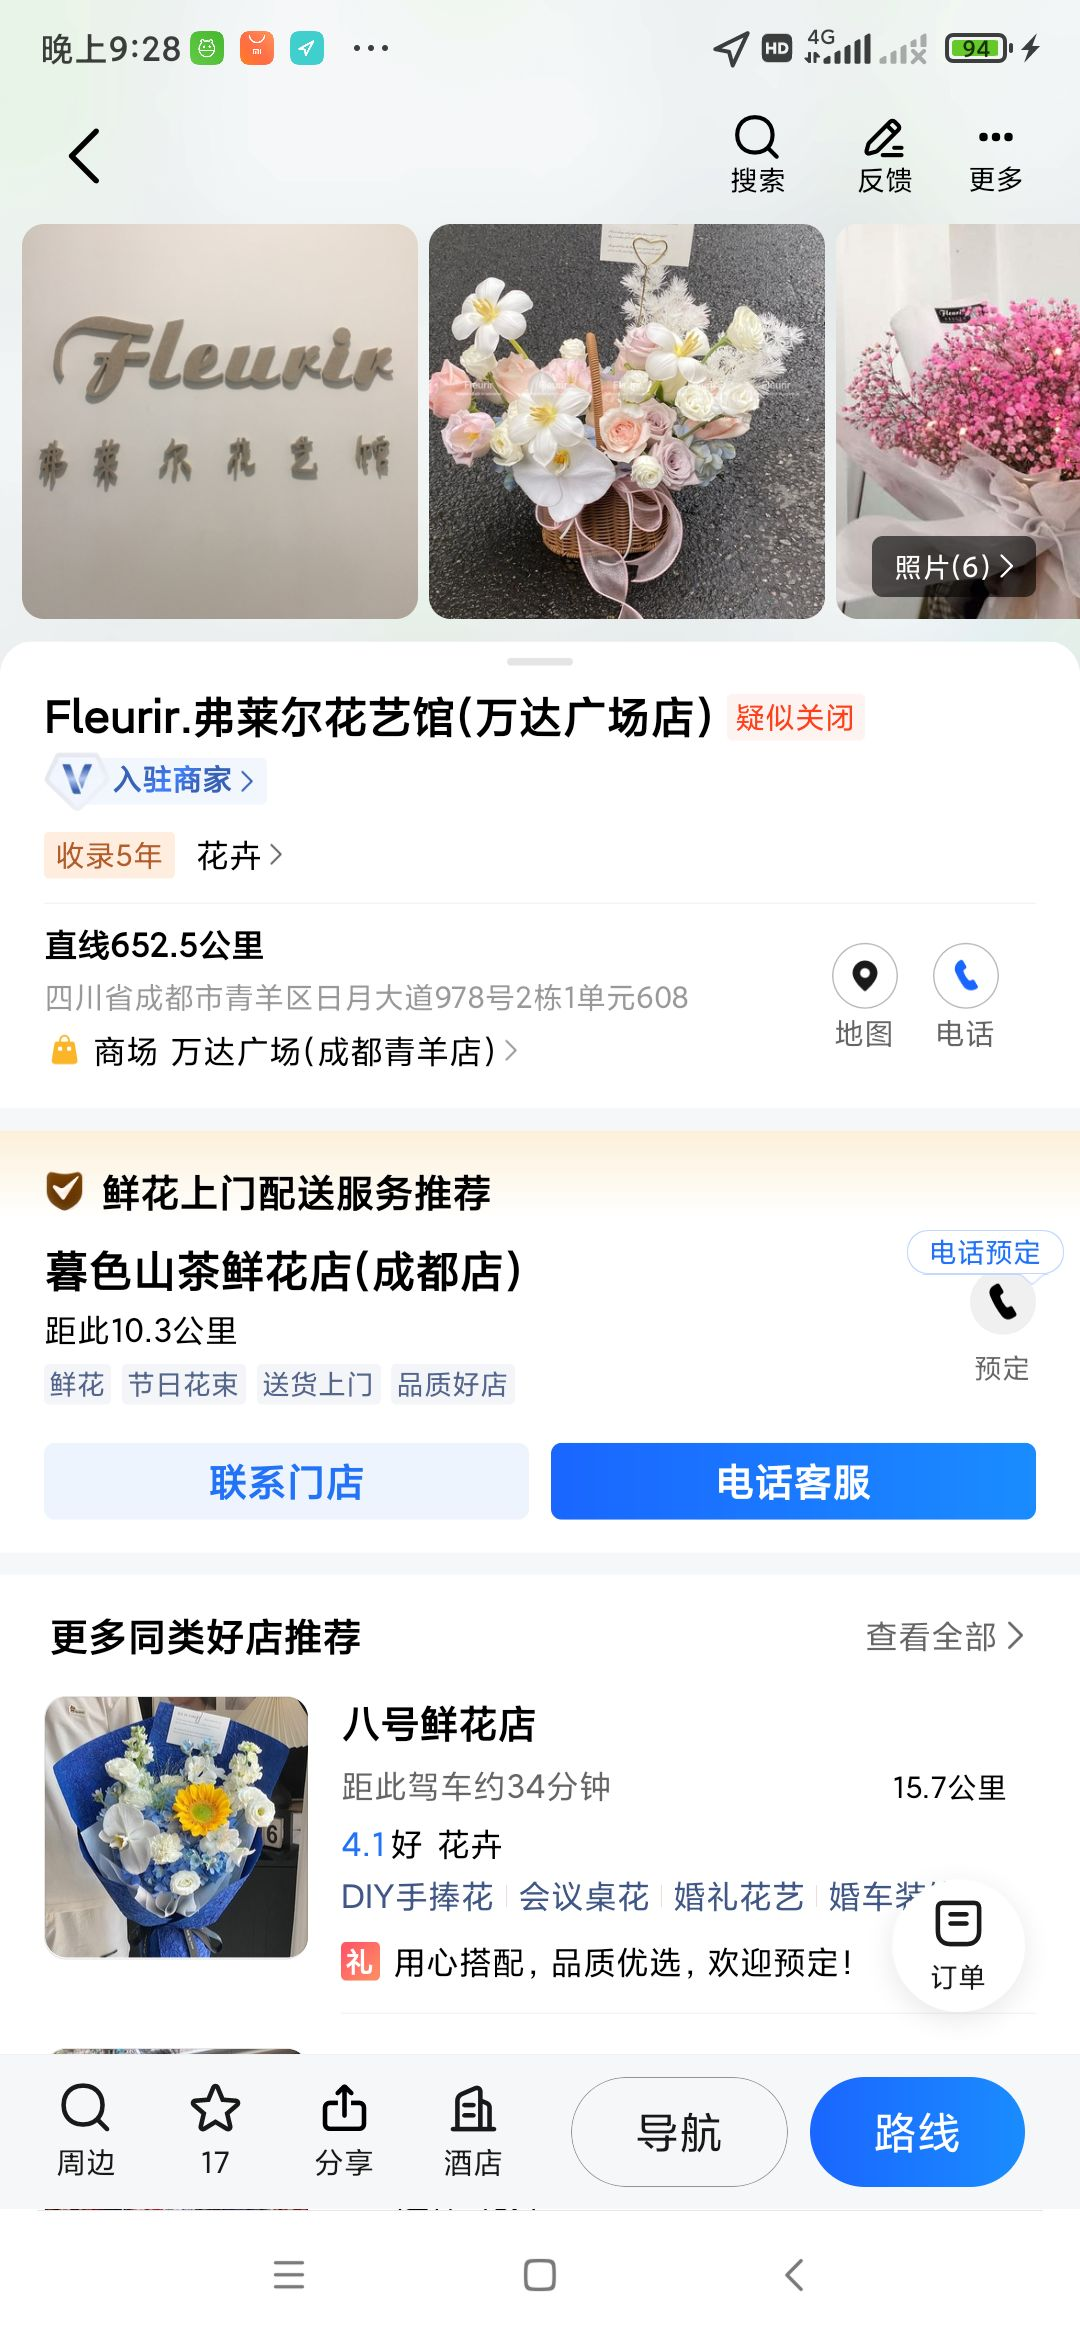 晚上9:28
HD
4G
94
搜索
反馈
更多
Fleurir
弗莱尔花艺馆
Fleurir
照片(6)
Fleurir.弗莱尔花艺馆(万达广场店)
疑似关闭
入驻商家
收录5年
花卉
直线652.5公里
四川省成都市青羊区日月大道978号2栋1单元608
商场 万达广场(成都青羊店)
地图
电话
鲜花上门配送服务推荐
暮色山茶鲜花店(成都店)
电话预定
距此10.3公里
预定
鲜花 节日花束 送货上门 品质好店
联系门店
电话客服
更多同类好店推荐
查看全部
八号鲜花店
距此驾车约34分钟
15.7公里
4.1好 花卉
DIY手捧花 会议桌花 婚礼花艺 婚车装
礼 用心搭配，品质优选，欢迎预定！
订单
周边
17
分享
酒店
导航
路线